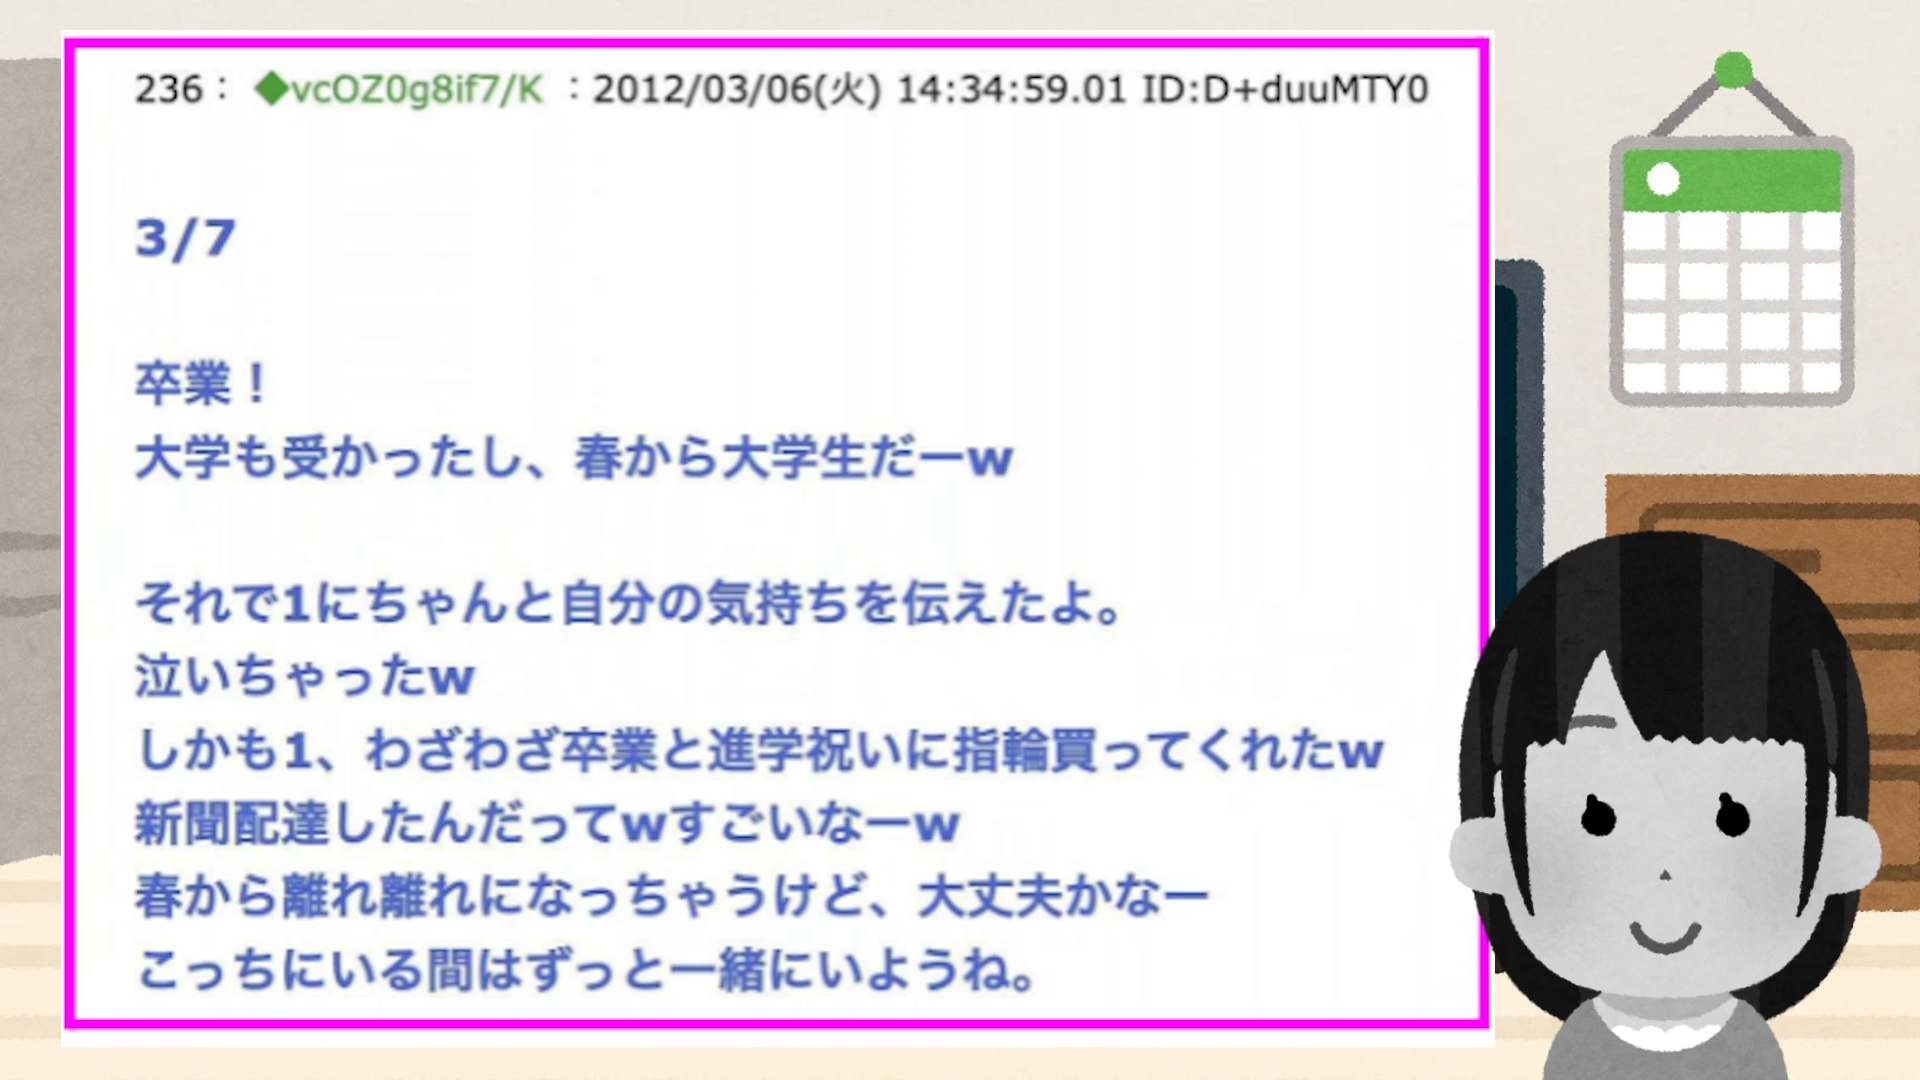 236： ◆vcOZ0g8if7/K ：2012/03/06(火) 14:34:59.01 ID:D+duuMTY0
3/7
卒業！
大学も受かったし、春から大学生だーw
それで1にちゃんと自分の気持ちを伝えたよ。
泣いちゃったw
しかも1、わざわざ卒業と進学祝いに指輪買ってくれたw
新聞配達したんだってwすごいなーw
春から離れ離れになっちゃうけど、大丈夫かなー
こっちにいる間はずっと一緒にいようね。